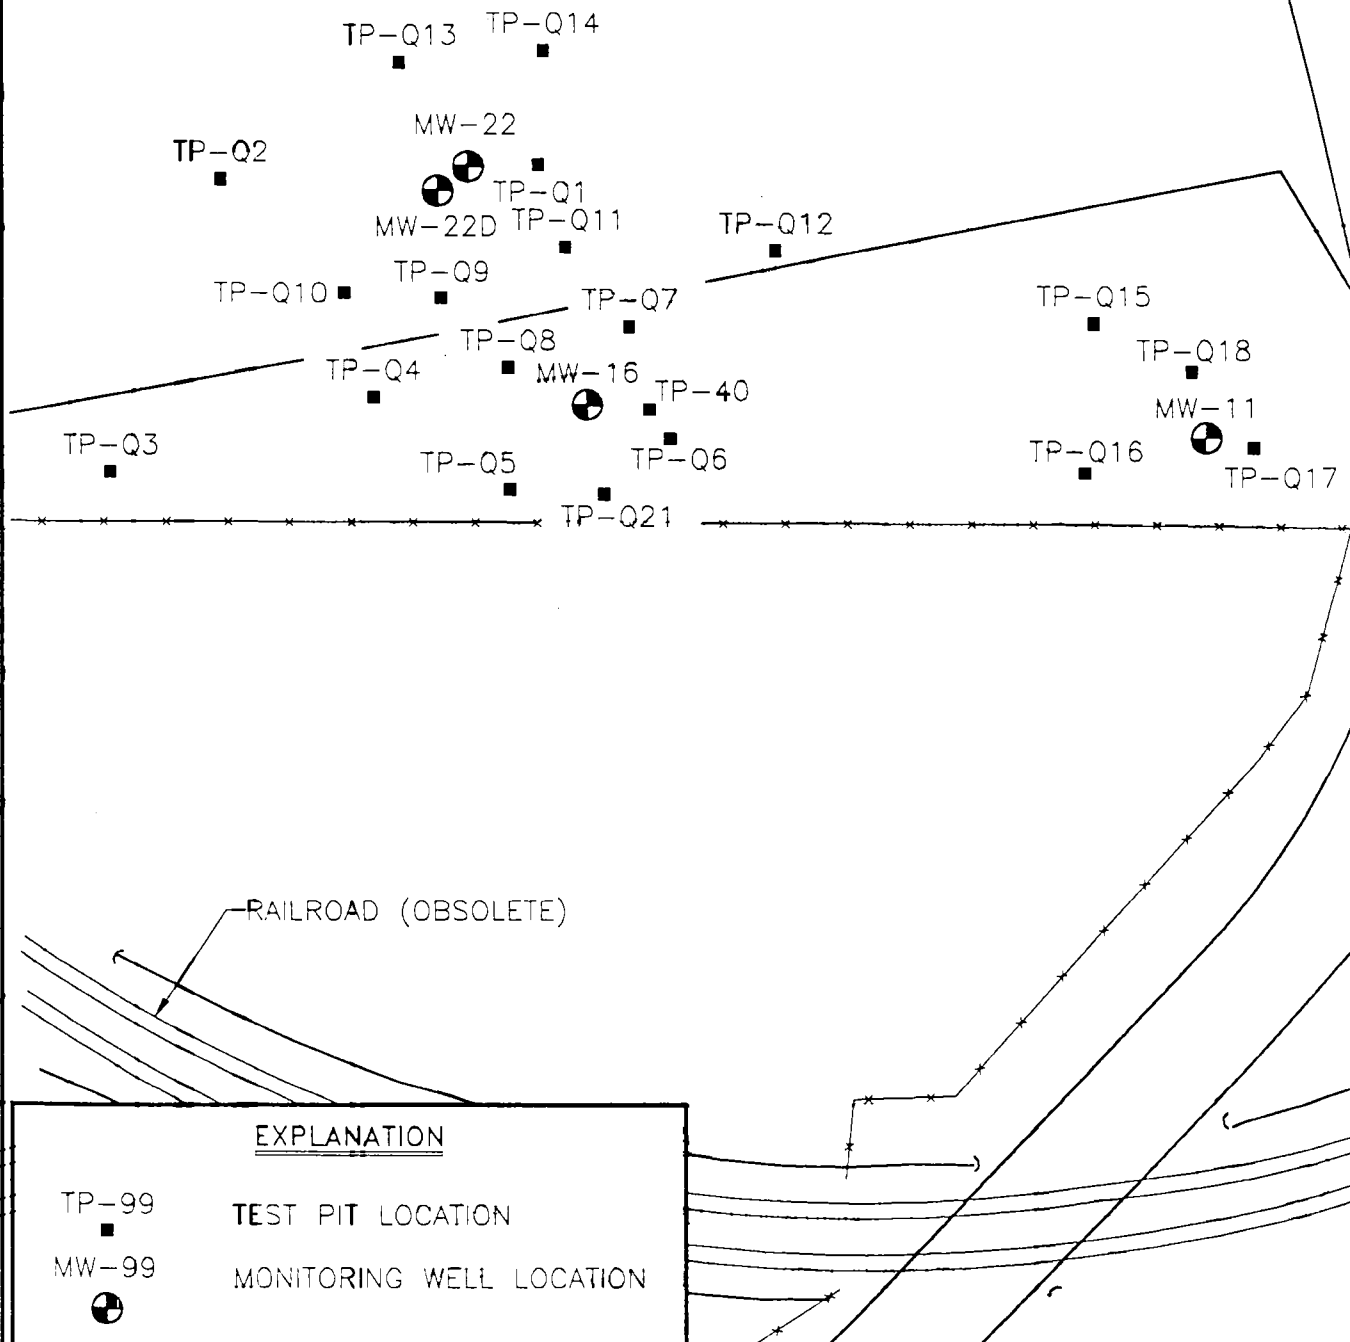 TP-Q13
TP-Q14
MW-22
TP-Q2
TP-Q1
MW-22D
TP-Q11
TP-Q12
TP-Q9
TP-Q10
TP-Q7
TP-Q15
TP-Q8
TP-Q18
TP-Q4
MW-16
TP-40
MW-11
TP-Q3
TP-Q5
TP-Q6
TP-Q16
TP-Q17
TP-Q21
RAILROAD (OBSOLETE)
EXPLANATION
TP-99
TEST PIT LOCATION
MW-99
MONITORING WELL LOCATION